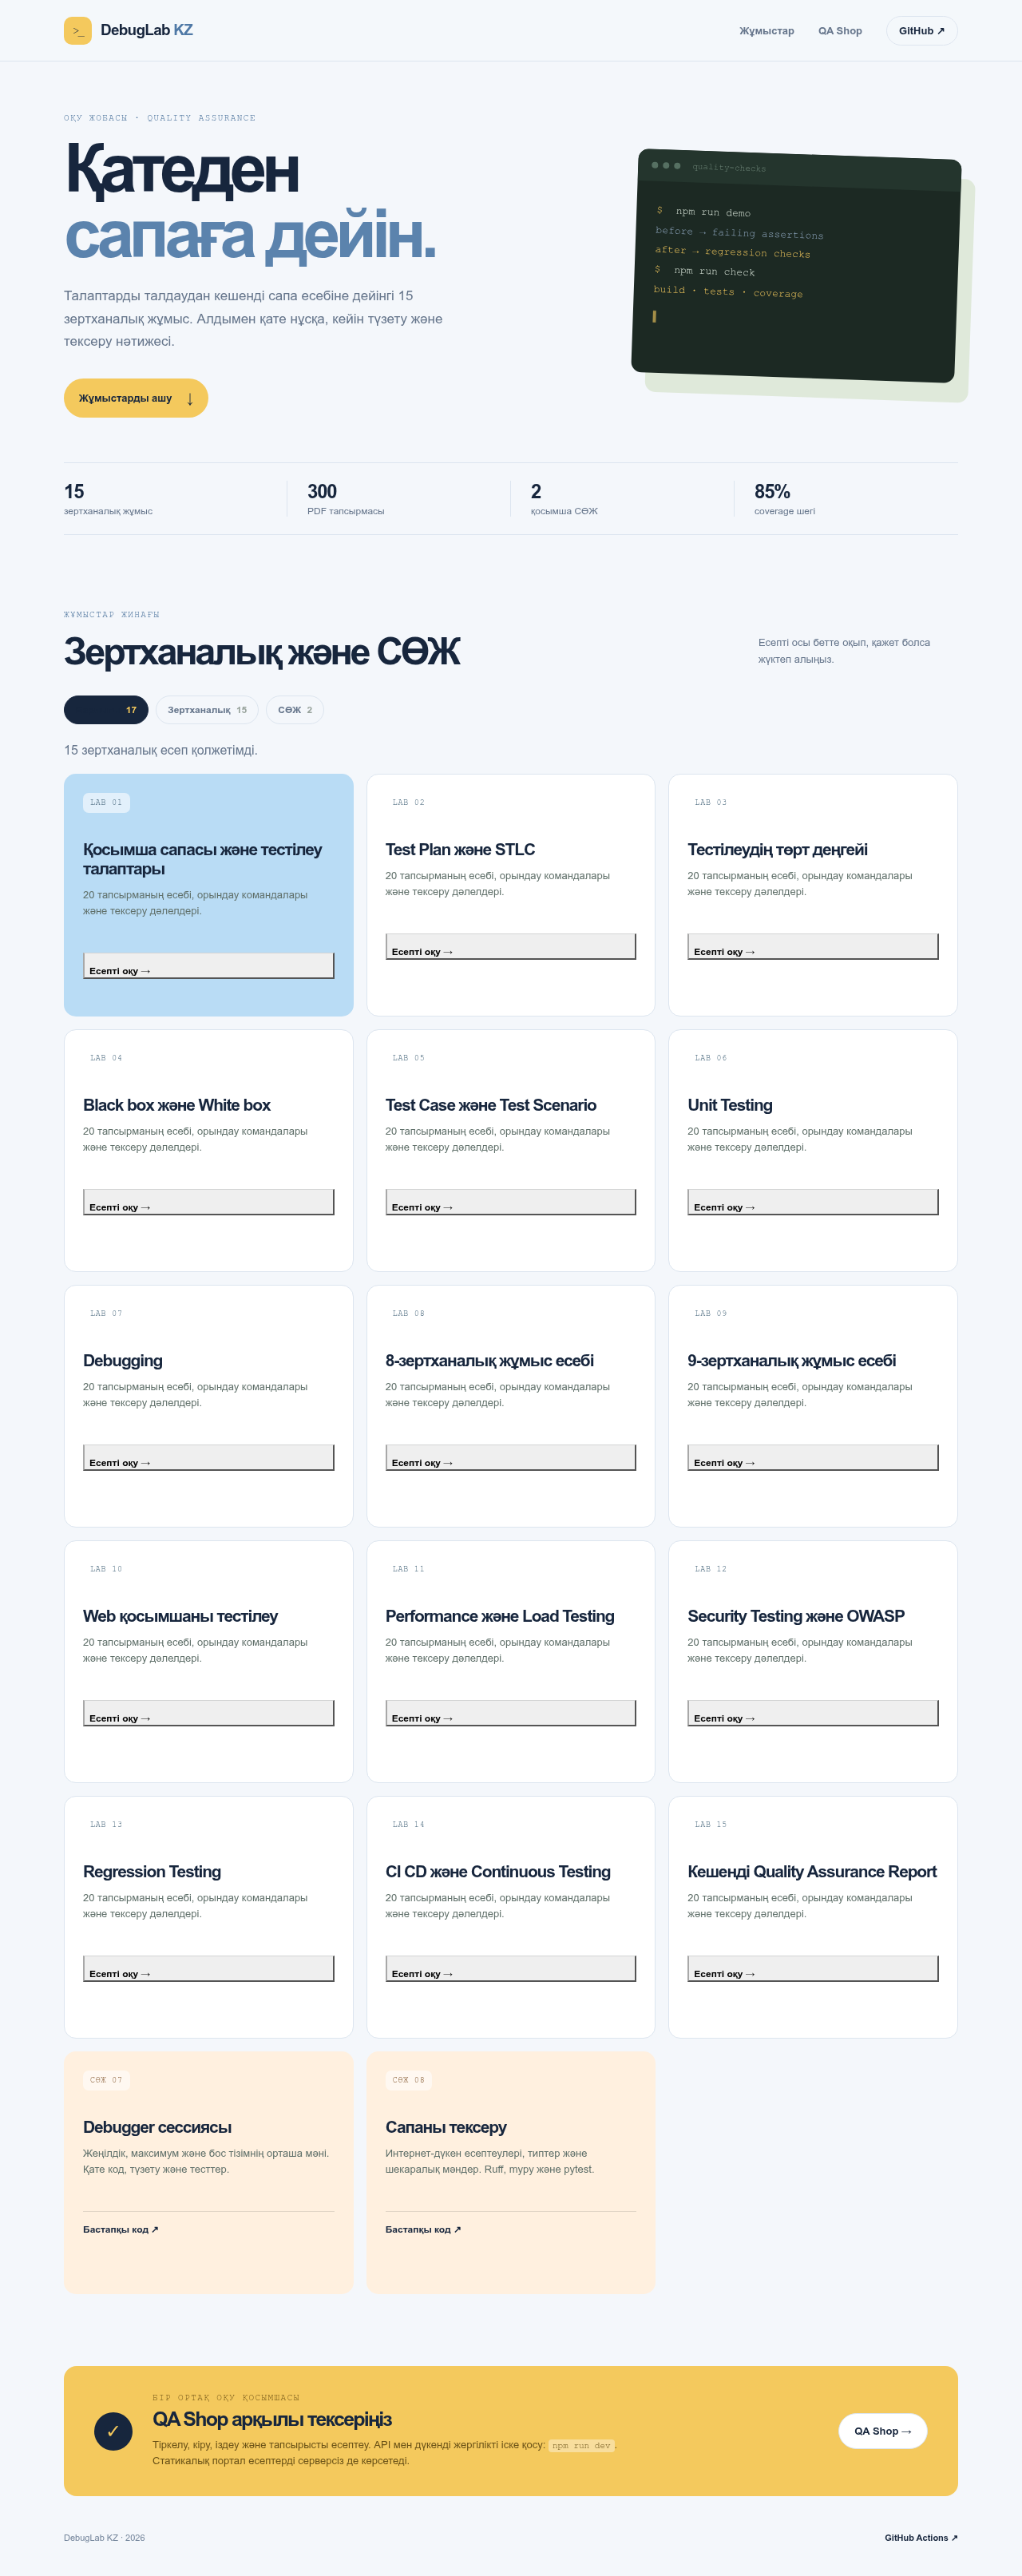 >_ DebugLab KZ
Жұмыстар QA Shop GitHub ↗
ОҚУ ЖОБАСЫ · QUALITY ASSURANCE
Қатеден
сапаға дейін.
Талаптарды талдаудан кешенді сапа есебіне дейінгі 15
зертханалық жұмыс. Алдымен қате нұсқа, кейін түзету және
тексеру нәтижесі.
Жұмыстарды ашу ↓
quality-checks
$ npm run demo
before → failing assertions
after → regression checks
$ npm run check
build · tests · coverage
15
зертханалық жұмыс
300
PDF тапсырмасы
2
қосымша СӨЖ
85%
coverage шегі
ЖҰМЫСТАР ЖИНАҒЫ
Зертханалық және СӨЖ
Есепті осы бетте оқып, қажет болса
жүктеп алыңыз.
17
Зертханалық 15
СӨЖ 2
15 зертханалық есеп қолжетімді.
LAB 01
Қосымша сапасы және тестілеу
талаптары
20 тапсырманың есебі, орындау командалары
және тексеру дәлелдері.
Есепті оқу →
LAB 02
Test Plan және STLC
20 тапсырманың есебі, орындау командалары
және тексеру дәлелдері.
Есепті оқу →
LAB 03
Тестілеудің төрт деңгейі
20 тапсырманың есебі, орындау командалары
және тексеру дәлелдері.
Есепті оқу →
LAB 04
Black box және White box
20 тапсырманың есебі, орындау командалары
және тексеру дәлелдері.
Есепті оқу →
LAB 05
Test Case және Test Scenario
20 тапсырманың есебі, орындау командалары
және тексеру дәлелдері.
Есепті оқу →
LAB 06
Unit Testing
20 тапсырманың есебі, орындау командалары
және тексеру дәлелдері.
Есепті оқу →
LAB 07
Debugging
20 тапсырманың есебі, орындау командалары
және тексеру дәлелдері.
Есепті оқу →
LAB 08
8-зертханалық жұмыс есебі
20 тапсырманың есебі, орындау командалары
және тексеру дәлелдері.
Есепті оқу →
LAB 09
9-зертханалық жұмыс есебі
20 тапсырманың есебі, орындау командалары
және тексеру дәлелдері.
Есепті оқу →
LAB 10
Web қосымшаны тестілеу
20 тапсырманың есебі, орындау командалары
және тексеру дәлелдері.
Есепті оқу →
LAB 11
Performance және Load Testing
20 тапсырманың есебі, орындау командалары
және тексеру дәлелдері.
Есепті оқу →
LAB 12
Security Testing және OWASP
20 тапсырманың есебі, орындау командалары
және тексеру дәлелдері.
Есепті оқу →
LAB 13
Regression Testing
20 тапсырманың есебі, орындау командалары
және тексеру дәлелдері.
Есепті оқу →
LAB 14
CI CD және Continuous Testing
20 тапсырманың есебі, орындау командалары
және тексеру дәлелдері.
Есепті оқу →
LAB 15
Кешенді Quality Assurance Report
20 тапсырманың есебі, орындау командалары
және тексеру дәлелдері.
Есепті оқу →
СӨЖ 07
Debugger сессиясы
Жеңілдік, максимум және бос тізімнің орташа мәні.
Қате код, түзету және тесттер.
Бастапқы код ↗
СӨЖ 08
Сапаны тексеру
Интернет-дүкен есептеулері, типтер және
шекаралық мәндер. Ruff, mypy және pytest.
Бастапқы код ↗
✓
БІР ОРТАҚ ОҚУ ҚОСЫМШАСЫ
QA Shop арқылы тексеріңіз
Тіркелу, кіру, іздеу және тапсырысты есептеу. API мен дүкенді жергілікті іске қосу: npm run dev.
Статикалық портал есептерді серверсіз де көрсетеді.
QA Shop →
DebugLab KZ · 2026
GitHub Actions ↗